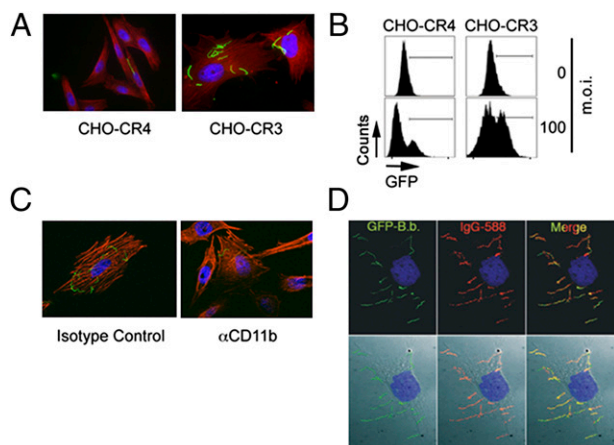 A
CHO-CR4
CHO-CR3
B
CHO-CR4 CHO-CR3
0
100
m.o.i.
Counts
GFP
C
Isotype Control
αCD11b
D
GFP-B.b. IgG-588 Merge